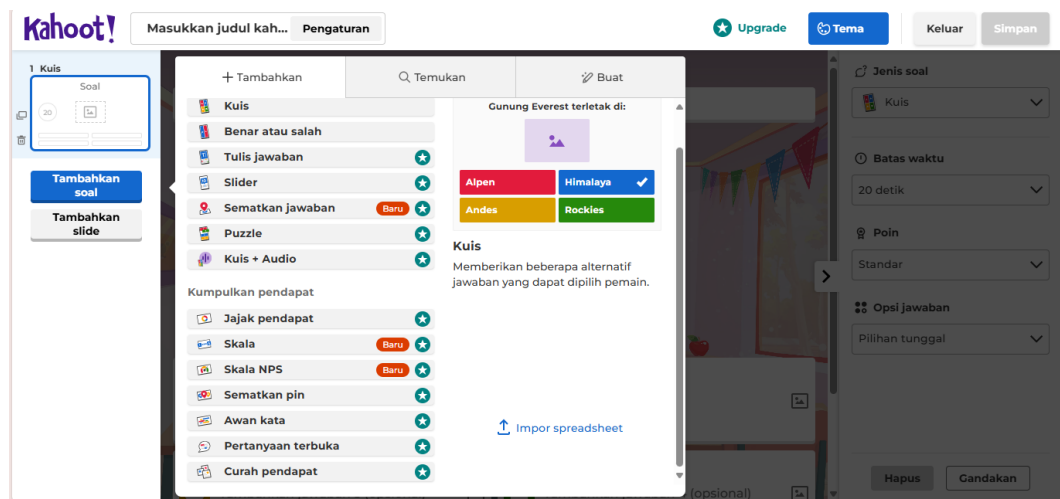 Kahoot!
Masukkan judul kah... Pengaturan
Upgrade
Tema
Keluar
Simpan
1 Kuis
Soal
20
Tambahkan soal
Tambahkan slide
Tambahkan
Temukan
Buat
Kuis
Benar atau salah
Tulis jawaban
Slider
Sematkan jawaban Baru
Puzzle
Kuis + Audio
Kumpulkan pendapat
Jajak pendapat
Skala Baru
Skala NPS Baru
Sematkan pin
Awan kata
Pertanyaan terbuka
Curah pendapat
Gunung Everest terletak di:
Alpen
Himalaya
Andes
Rockies
Kuis
Memberikan beberapa alternatif
jawaban yang dapat dipilih pemain.
Impor spreadsheet
(opsional)
Jenis soal
Kuis
Batas waktu
20 detik
Poin
Standar
Opsi jawaban
Pilihan tunggal
Hapus
Gandakan